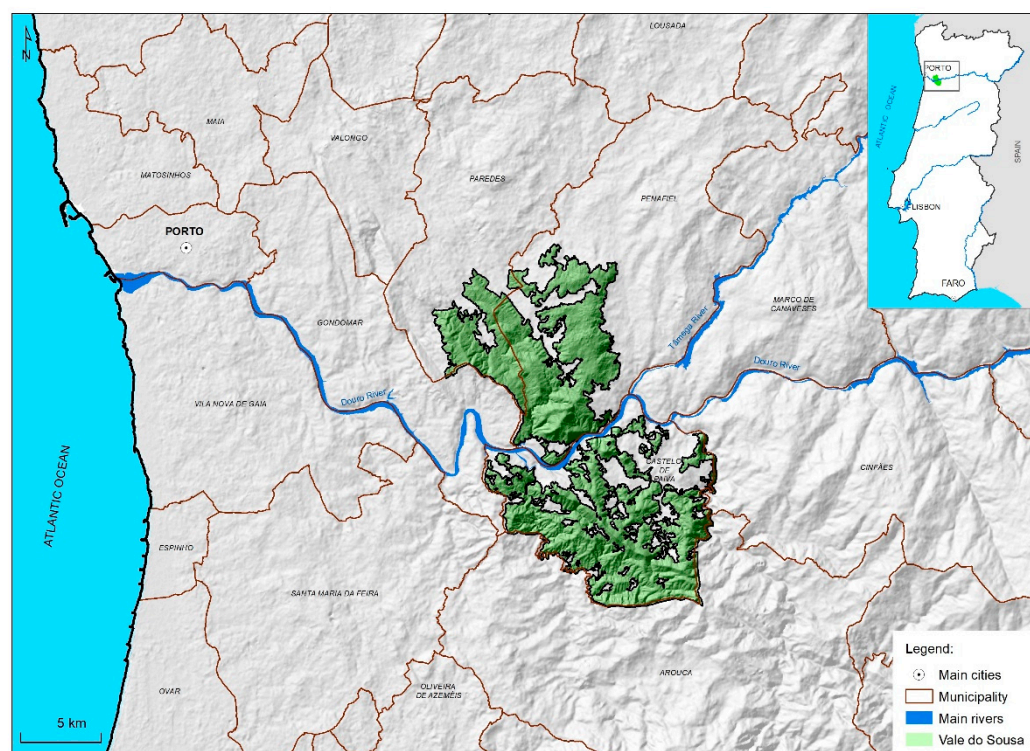 N
LOUSADA
MAIA
VALONGO
MATOSINHOS
PAREDES
PENAFIEL
PORTO
MARCO DE
CANAVESES
GONDOMAR
Tâmega River
Douro River
VILA NOVA DE GAIA
Douro River
CASTELO
DE
PAIVA
CINFÃES
ATLANTIC OCEAN
ESPINHO
SANTA MARIA DA FEIRA
AROUCA
OVAR
OLIVEIRA
DE AZEMÉIS
5 km
PORTO
ATLANTIC OCEAN
SPAIN
LISBON
FARO
Legend:
Main cities
Municipality
Main rivers
Vale do Sousa